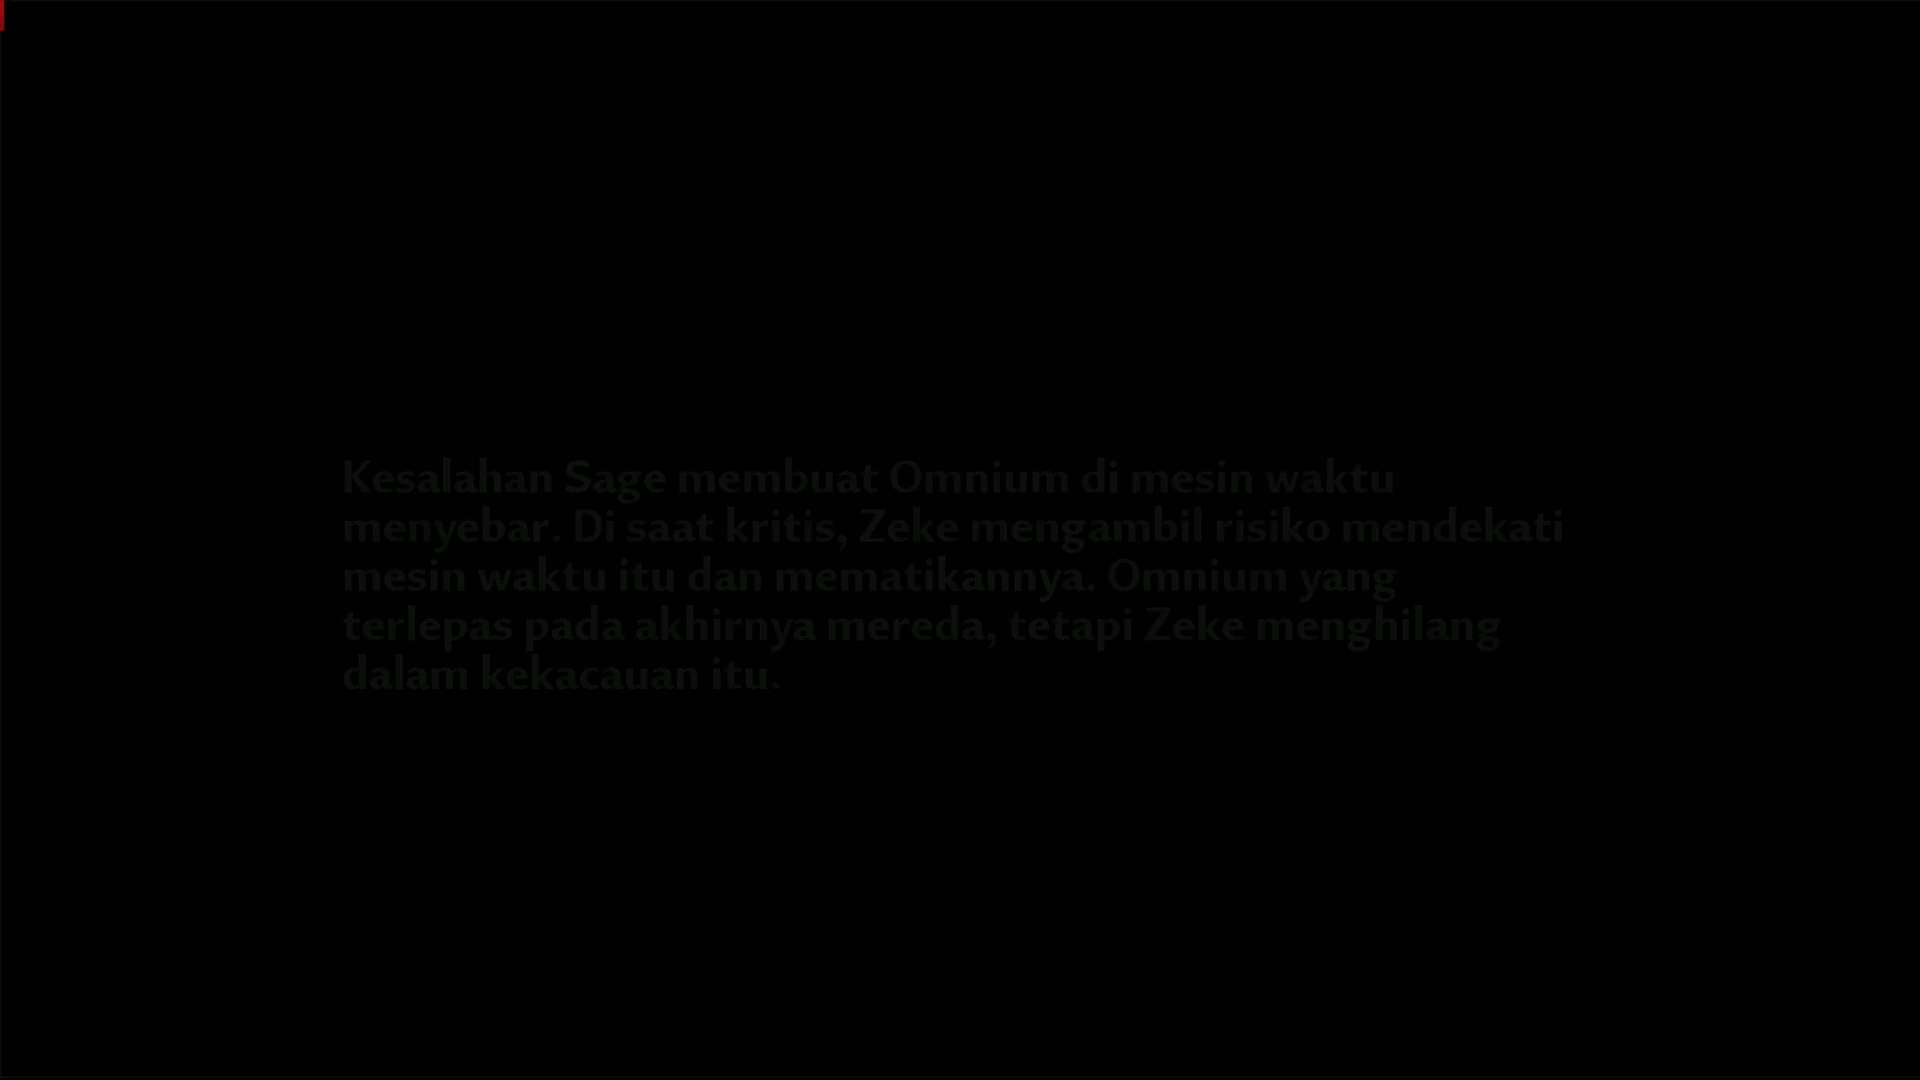 Kesalahan Sage membuat Omnium di mesin waktu
menyebar. Di saat kritis, Zeke mengambil risiko mendekati
mesin waktu itu dan mematikannya. Omnium yang
terlepas pada akhirnya mereda, tetapi Zeke menghilang
dalam kekacauan itu.